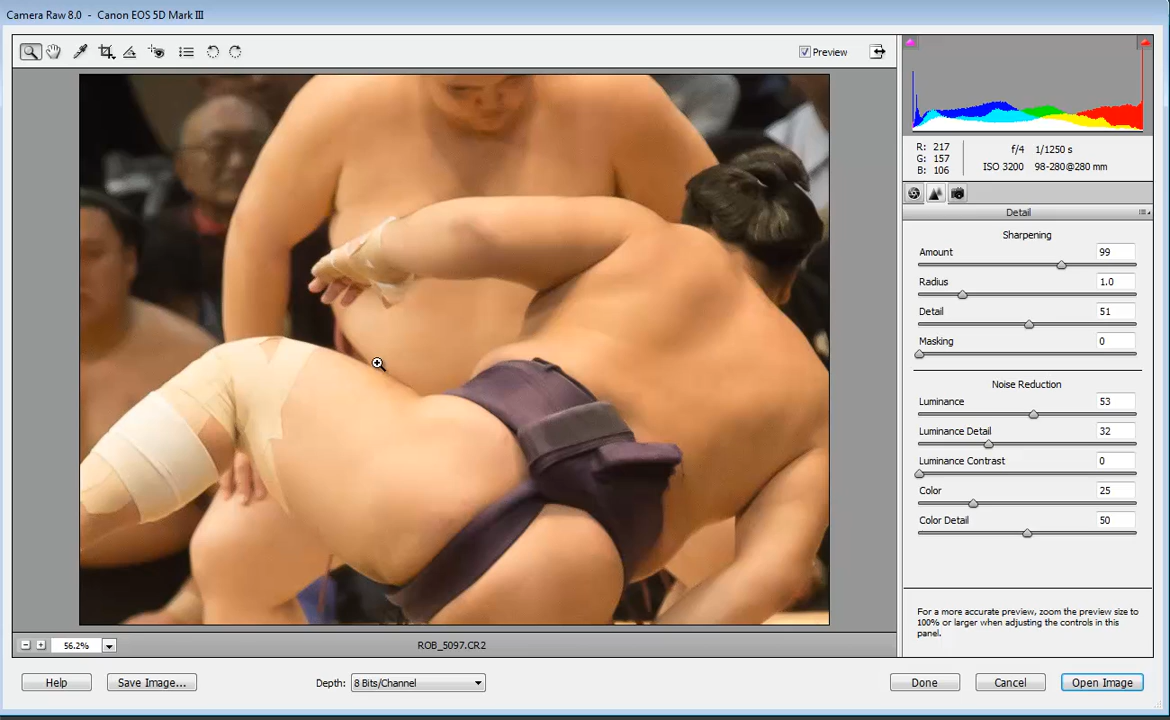 Camera Raw 8.0 - Canon EOS 5D Mark III
Preview
R: 217
G: 157
B: 106
f/4 1/1250 s
ISO 3200 98-280@280 mm
Detail
Sharpening
Amount 99
Radius 1.0
Detail 51
Masking 0
Noise Reduction
Luminance 53
Luminance Detail 32
Luminance Contrast 0
Color 25
Color Detail 50
For a more accurate preview, zoom the preview size to
100% or larger when adjusting the controls in this
panel.
56.2%
ROB_5097.CR2
Help
Save Image...
Depth: 8 Bits/Channel
Done
Cancel
Open Image